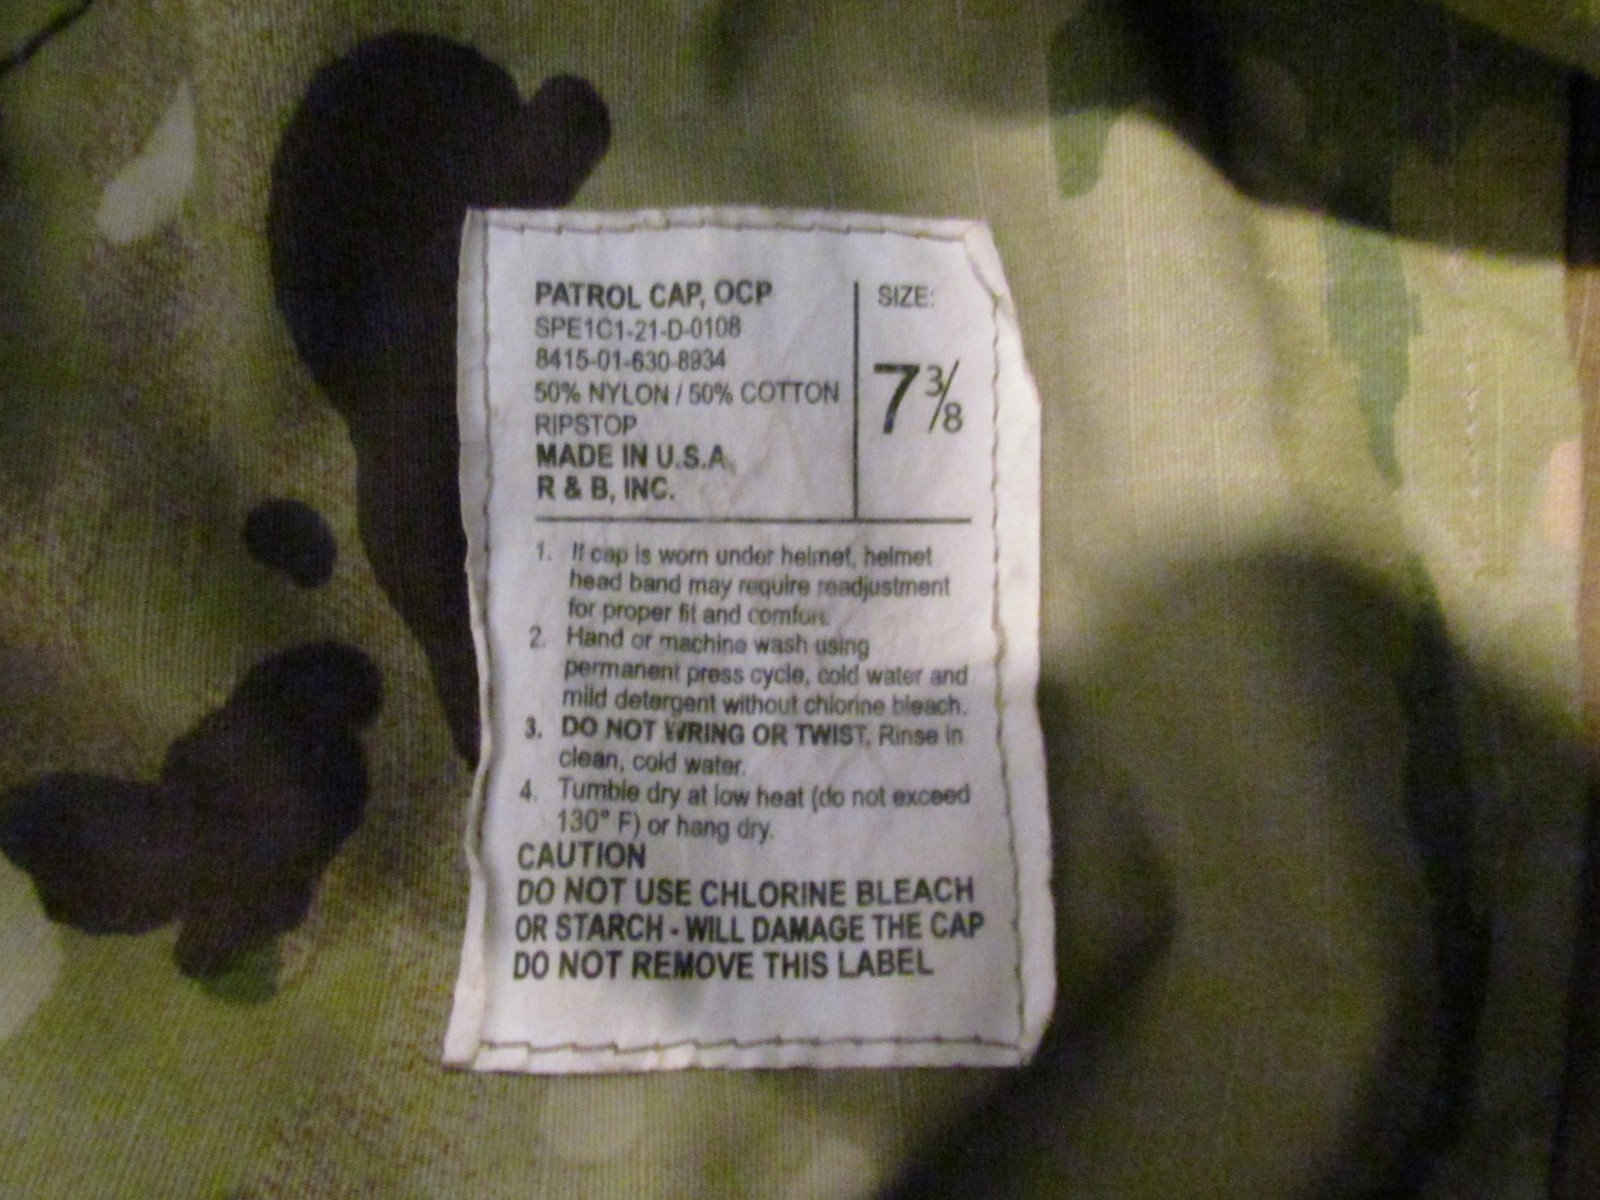 PATROL CAP, OCP
SPE1C1-21-D-0108
8415-01-630-8934
50% NYLON / 50% COTTON
RIPSTOP
MADE IN U.S.A.
R & B, INC.
SIZE:
7 3/8
1. If cap is worn under helmet, helmet
head band may require readjustment
for proper fit and comfort.
2. Hand or machine wash using
permanent press cycle, cold water and
mild detergent without chlorine bleach.
3. DO NOT WRING OR TWIST. Rinse in
clean, cold water.
4. Tumble dry at low heat (do not exceed
130° F) or hang dry.
CAUTION
DO NOT USE CHLORINE BLEACH
OR STARCH - WILL DAMAGE THE CAP
DO NOT REMOVE THIS LABEL